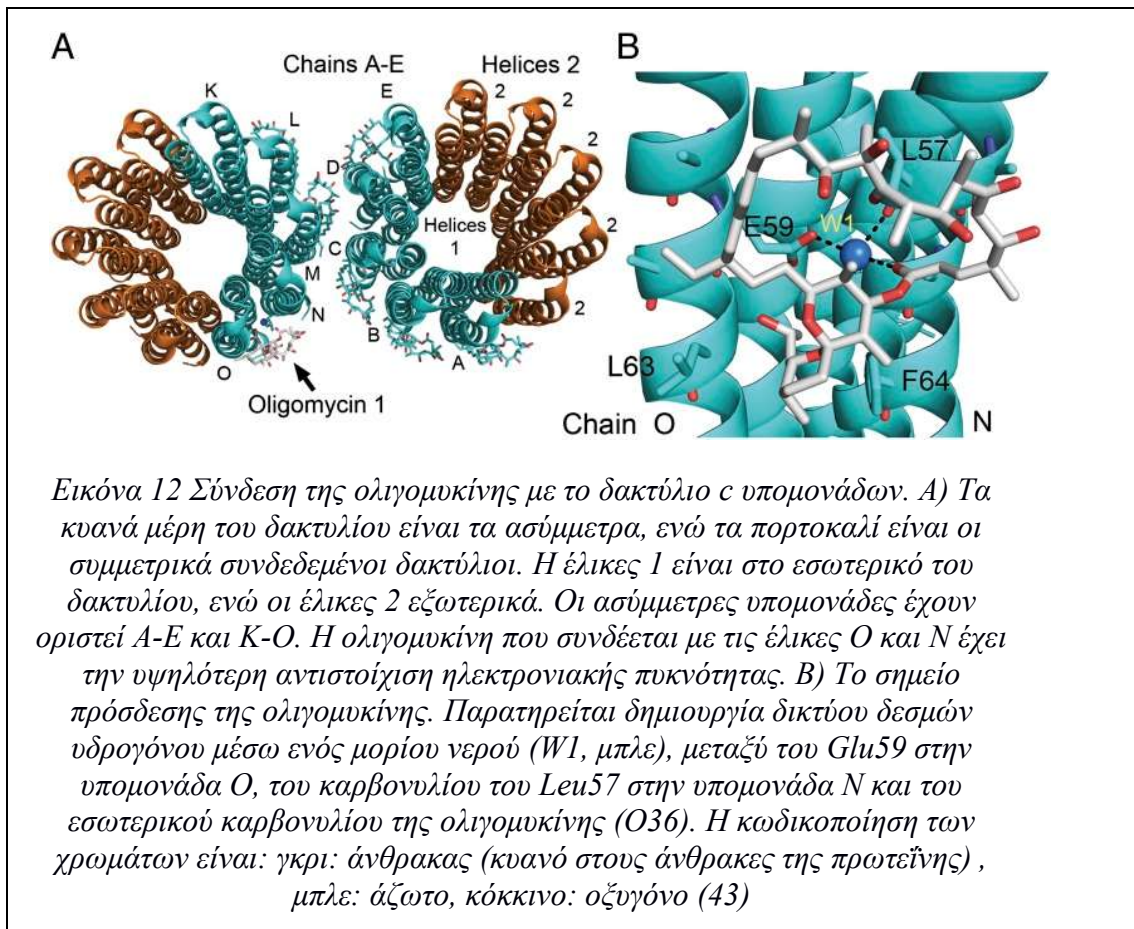 A
Chains A-E
Helices 2
B
K
L
E
2
2
D
2
C
Helices
1
2
M
N
B
A
2
O
Oligomycin 1
L57
W1
E59
L63
F64
Chain O
N
Εικόνα 12 Σύνδεση της ολιγομυκίνης με το δακτύλιο c υπομονάδων. Α) Τα
κυανά μέρη του δακτυλίου είναι τα ασύμμετρα, ενώ τα πορτοκαλί είναι οι
συμμετρικά συνδεδεμένοι δακτύλιοι. Η έλικες 1 είναι στο εσωτερικό του
δακτυλίου, ενώ οι έλικες 2 εξωτερικά. Οι ασύμμετρες υπομονάδες έχουν
οριστεί Α-Ε και Κ-Ο. Η ολιγομυκίνη που συνδέεται με τις έλικες Ο και Ν έχει
την υψηλότερη αντιστοίχιση ηλεκτρονιακής πυκνότητας. Β) Το σημείο
πρόσδεσης της ολιγομυκίνης. Παρατηρείται δημιουργία δικτύου δεσμών
υδρογόνου μέσω ενός μορίου νερού (W1, μπλε), μεταξύ του Glu59 στην
υπομονάδα Ο, του καρβονυλίου του Leu57 στην υπομονάδα Ν και του
εσωτερικού καρβονυλίου της ολιγομυκίνης (Ο36). Η κωδικοποίηση των
χρωμάτων είναι: γκρι: άνθρακας (κυανό στους άνθρακες της πρωτεΐνης) ,
μπλε: άζωτο, κόκκινο: οξυγόνο (43)